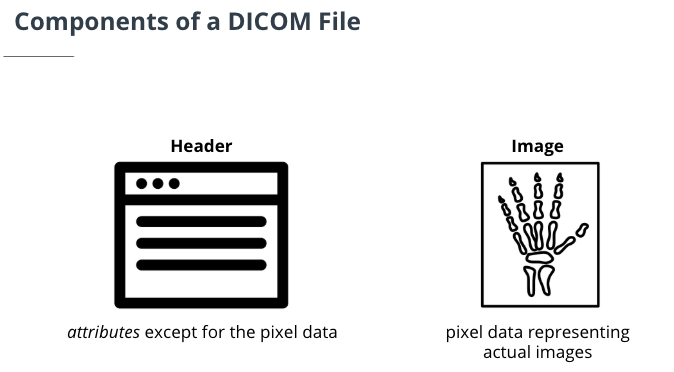 Components of a DICOM File
Header
Image
attributes except for the pixel data
pixel data representing
actual images